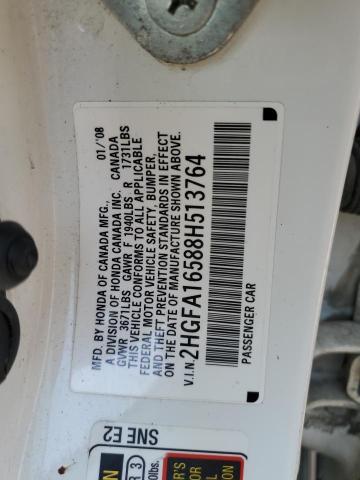 MFD. BY HONDA OF CANADA MFG., 01/08
A DIVISION OF HONDA CANADA INC. CANADA
GVWR 3671LBS GAWR F 1940LBS R 1731LBS
THIS VEHICLE CONFORMS TO ALL APPLICABLE
FEDERAL MOTOR VEHICLE SAFETY, BUMPER,
AND THEFT PREVENTION STANDARDS IN EFFECT
ON THE DATE OF MANUFACTURE SHOWN ABOVE.
V.I.N. 2HGFA16588H513764
PASSENGER CAR
SNE E2